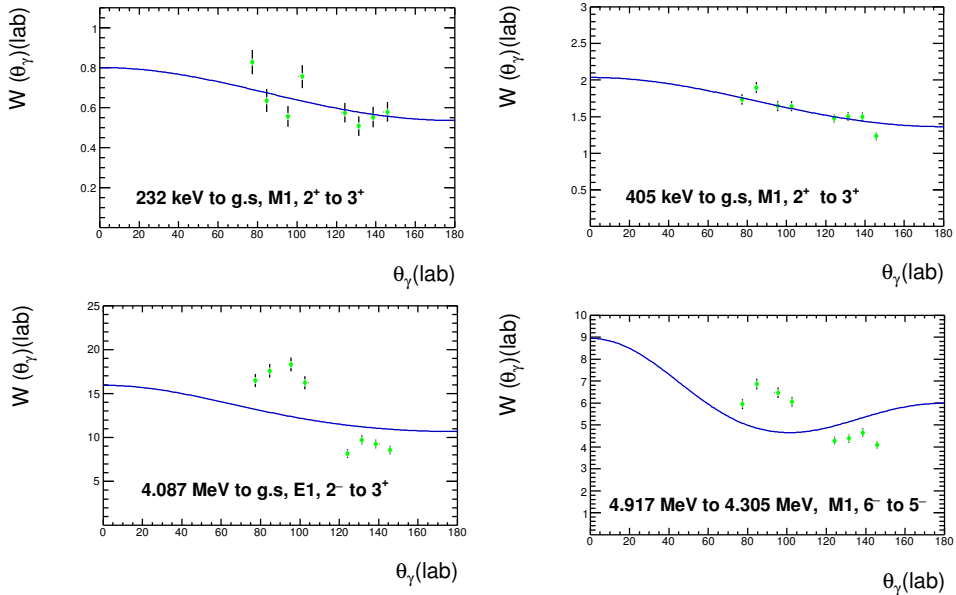 W (θγ)(lab)
1
0.8
0.6
0.4
0.2
0 20 40 60 80 100 120 140 160 180
232 keV to g.s, M1, 2⁺ to 3⁺
θγ(lab)
W (θγ)(lab)
3
2.5
2
1.5
1
0.5
0 20 40 60 80 100 120 140 160 180
405 keV to g.s, M1, 2⁺ to 3⁺
θγ(lab)
W (θγ)(lab)
25
20
15
10
5
0 20 40 60 80 100 120 140 160 180
4.087 MeV to g.s, E1, 2⁻ to 3⁺
θγ(lab)
W (θγ)(lab)
10
9
8
7
6
5
4
3
2
1
0 20 40 60 80 100 120 140 160 180
4.917 MeV to 4.305 MeV, M1, 6⁻ to 5⁻
θγ(lab)